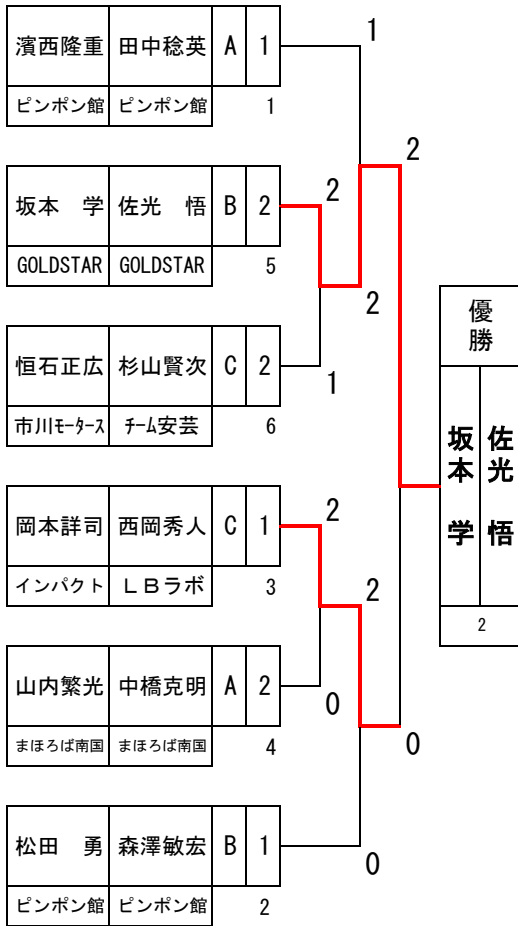 濱西隆重 田中稔英 A 1
ピンポン館 ピンポン館 1
1
2
坂本 学 佐光 悟 B 2
2
GOLDSTAR GOLDSTAR 5
2
恒石正広 杉山賢次 C 2
1
市川モータース チーム安芸 6
岡本詳司 西岡秀人 C 1
2
インパクト LBラボ 3
2
山内繁光 中橋克明 A 2
0
まほろば南国 まほろば南国 4
0
松田 勇 森澤敏宏 B 1
0
ピンポン館 ピンポン館 2
優勝
坂本 学
佐光 悟
2